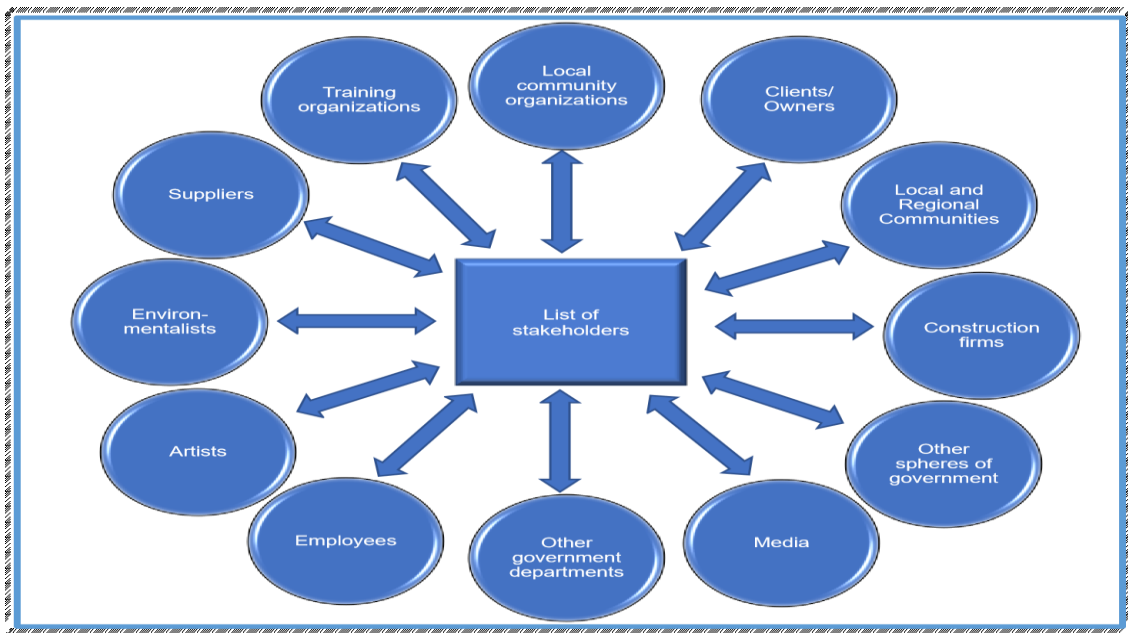 Local
community
organizations
Training
organizations
Clients/
Owners
Suppliers
Local and
Regional
Communities
Environ-
mentalists
List of
stakeholders
Construction
firms
Artists
Other
spheres of
government
Employees
Other
government
departments
Media